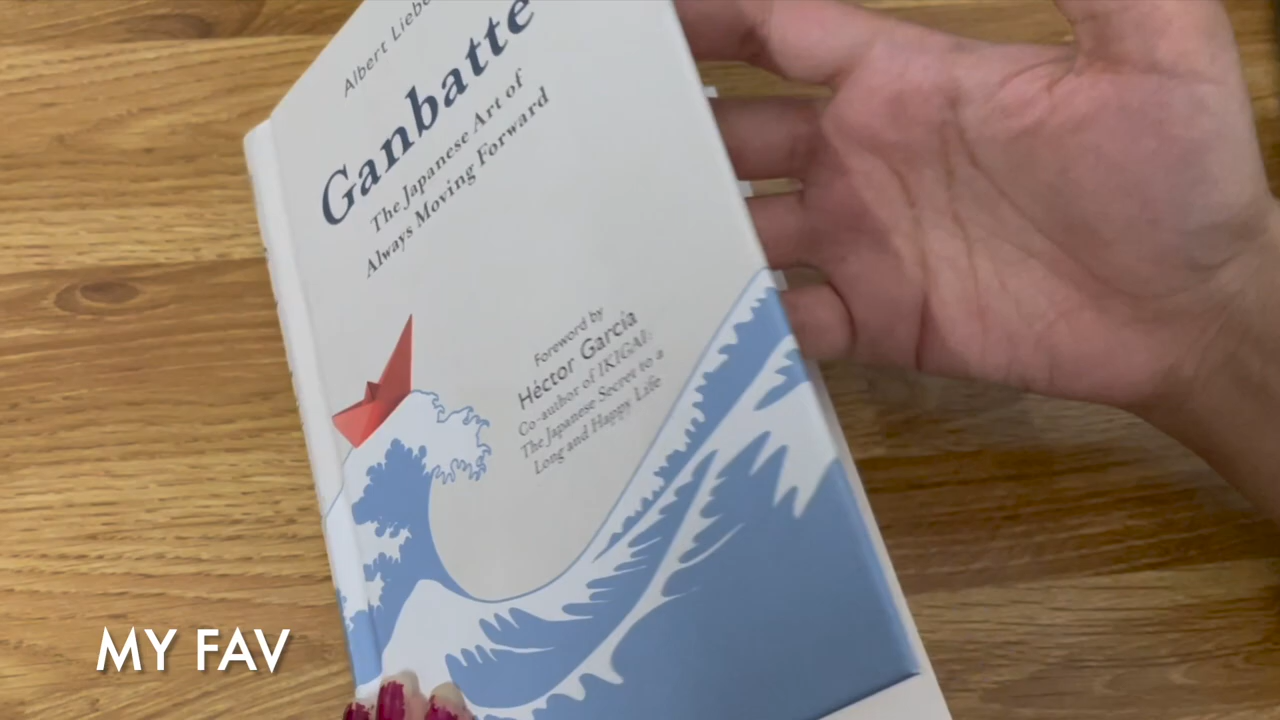 Albert
Ganbatte
The Japanese Art of
Always Moving Forward
Foreword by
Héctor García
Co-author of IKIGAI:
The Japanese Secret to a
Long and Happy Life
MY FAV